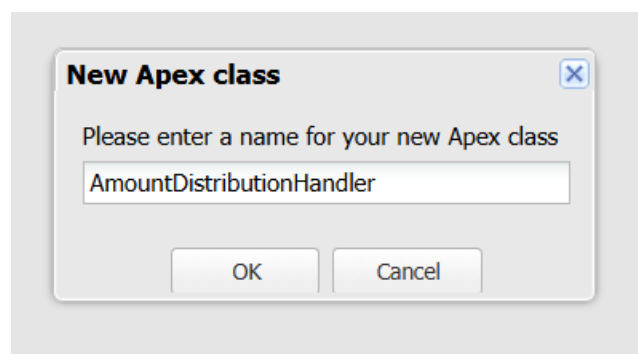 New Apex class
Please enter a name for your new Apex class
AmountDistributionHandler
OK
Cancel